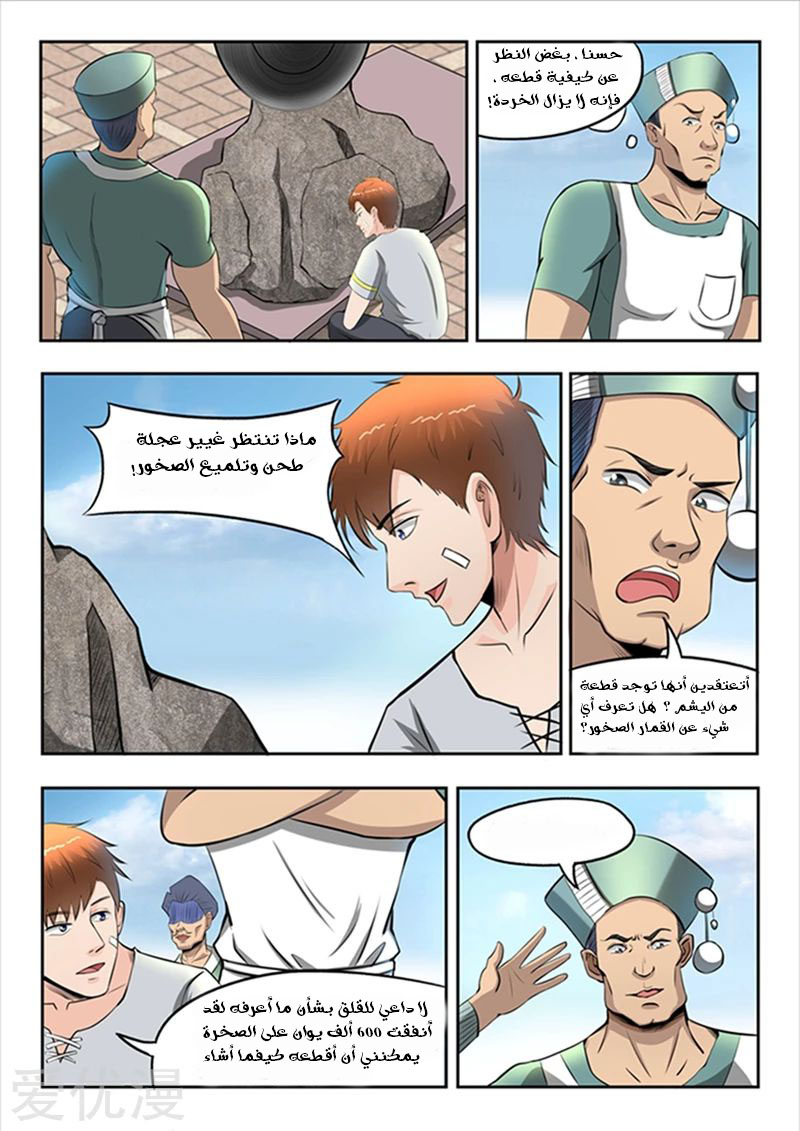 حسنا ، بغض النظر
عن كيفية قطعه ،
فإنه لا يزال الخردة!
ماذا تنتظر غيير عجلة
طحن وتلميع الصخور!
أتعتقدين أنها توجد قطعة
من اليشم ؟ هل تعرف أي
شيء عن القمار الصخور؟
لا داعي للقلق بشأن ما أعرفه لقد
أنفقت 600 ألف يوان على الصخرة
يمكنني أن أقطعه كيفما أشاء
爱优漫